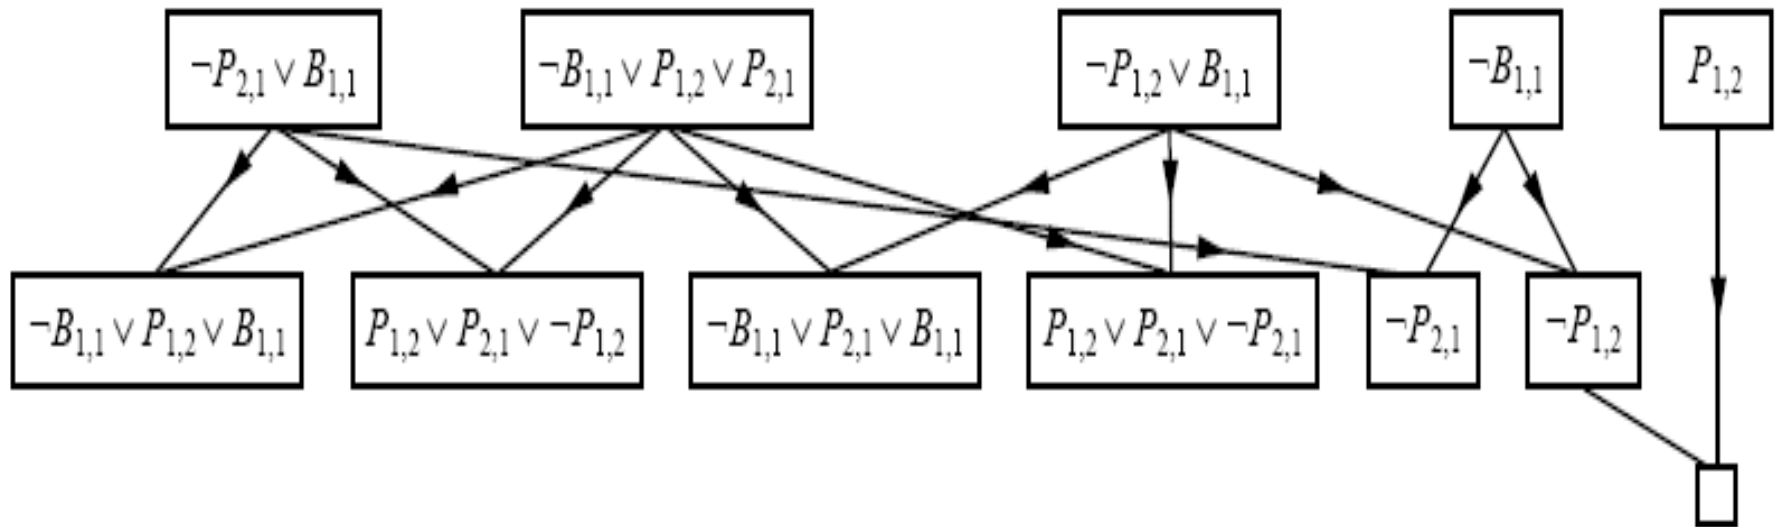 ¬P₂,₁ ∨ B₁,₁ ¬B₁,₁ ∨ P₁,₂ ∨ P₂,₁ ¬P₁,₂ ∨ B₁,₁ ¬B₁,₁ P₁,₂
¬B₁,₁ ∨ P₁,₂ ∨ B₁,₁ P₁,₂ ∨ P₂,₁ ∨ ¬P₁,₂ ¬B₁,₁ ∨ P₂,₁ ∨ B₁,₁ P₁,₂ ∨ P₂,₁ ∨ ¬P₂,₁ ¬P₂,₁ ¬P₁,₂